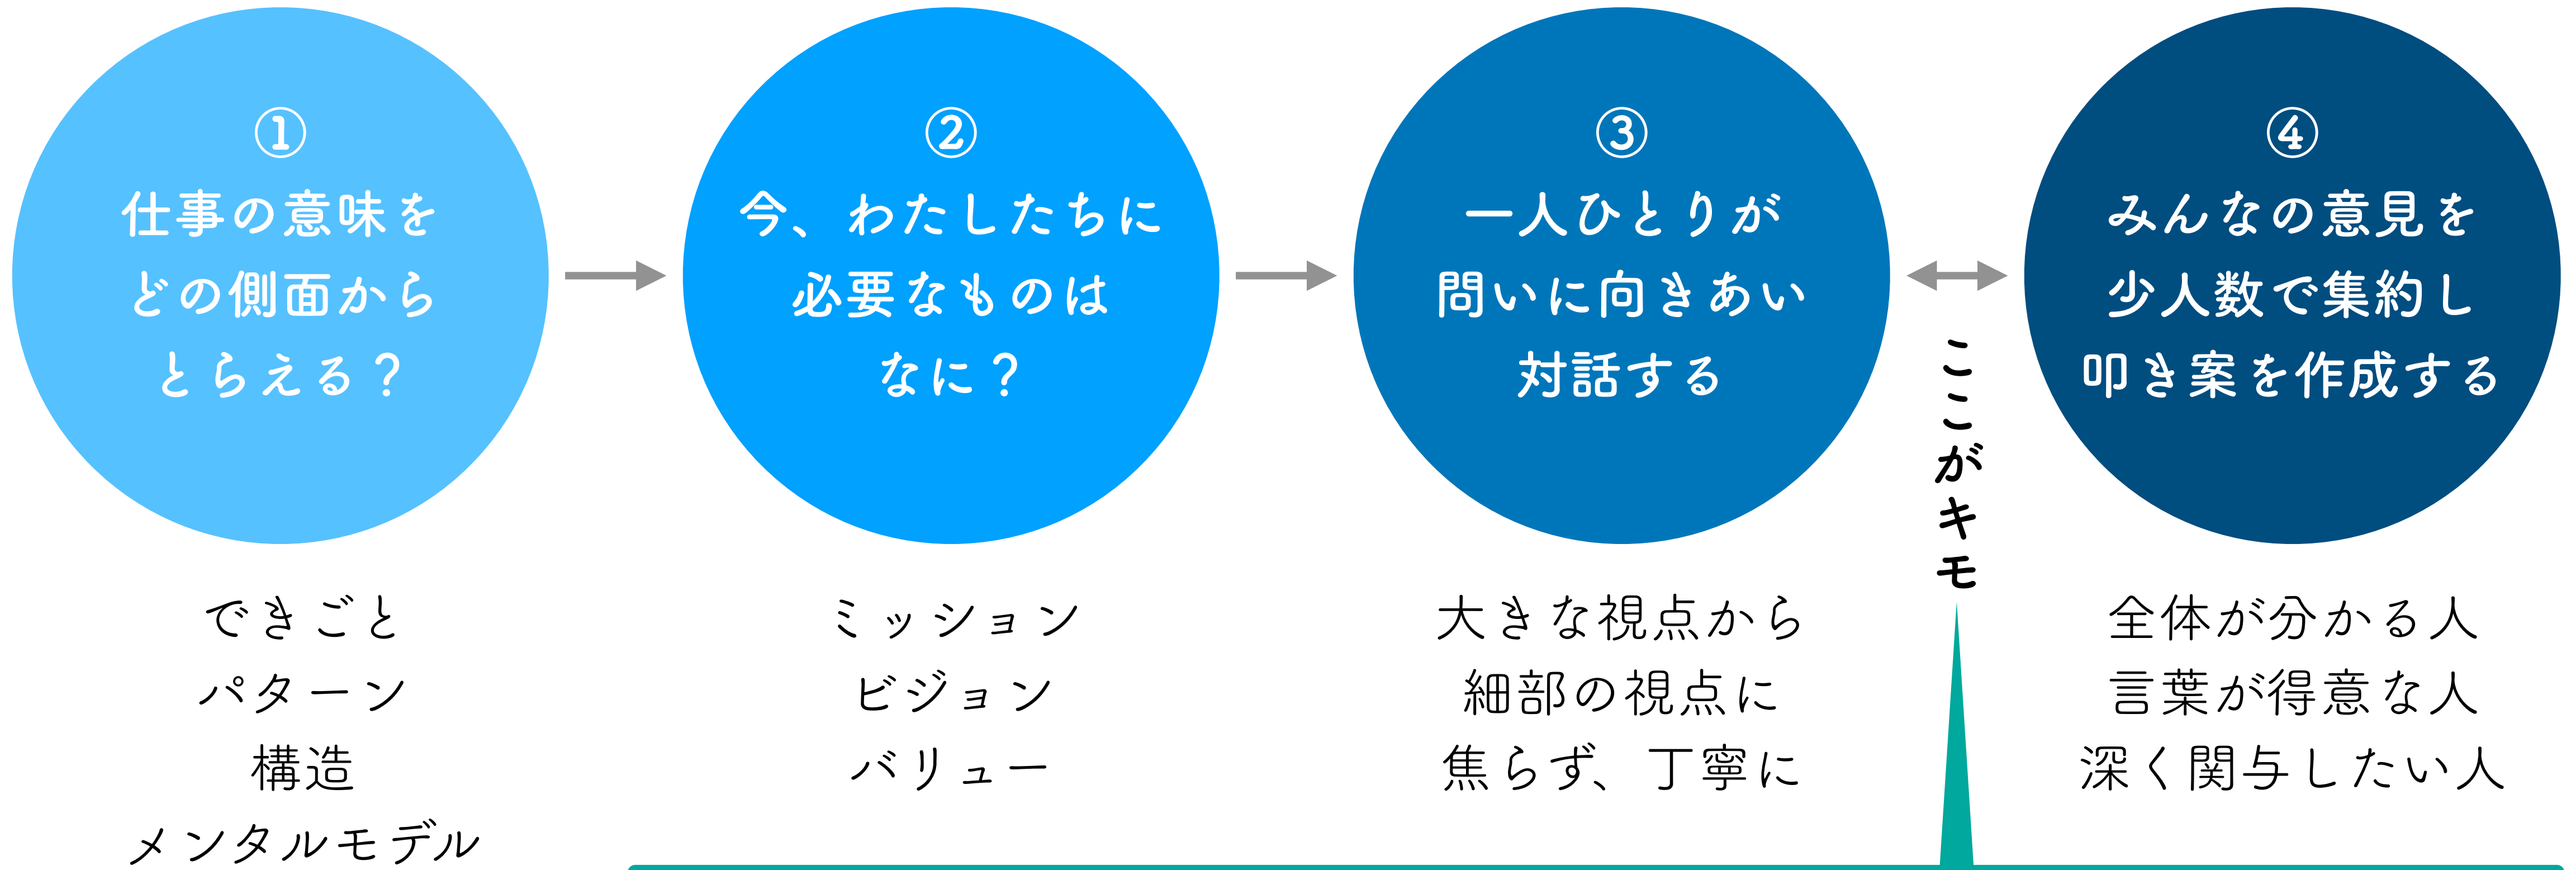 ①
仕事の意味を
どの側面から
とらえる？
できごと
パターン
構造
メンタルモデル
②
今、わたしたちに
必要なものは
なに？
ミッション
ビジョン
バリュー
③
一人ひとりが
問いに向きあい
対話する
大きな視点から
細部の視点に
焦らず、丁寧に
ここがキモ
④
みんなの意見を
少人数で集約し
叩き案を作成する
全体が分かる人
言葉が得意な人
深く関与したい人